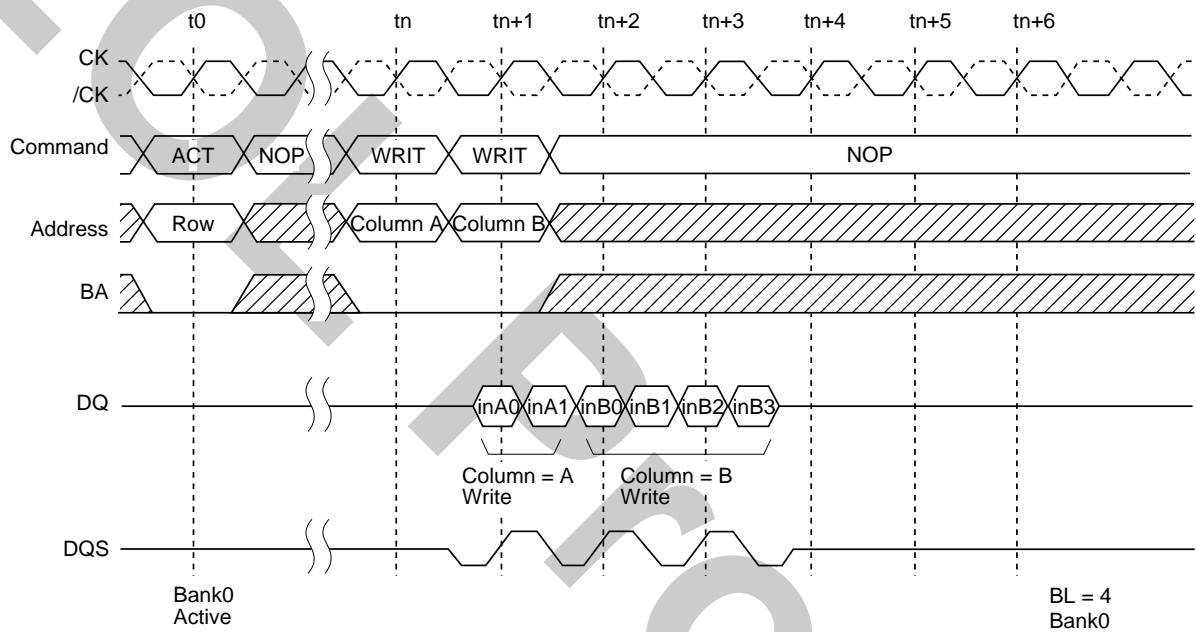 t0 tn tn+1 tn+2 tn+3 tn+4 tn+5 tn+6
CK
/CK
Command ACT NOP WRIT WRIT NOP
Address Row Column A Column B
BA
DQ inA0 inA1 inB0 inB1 inB2 inB3
Column = A Column = B
Write Write
DQS
Bank0 BL = 4
Active Bank0